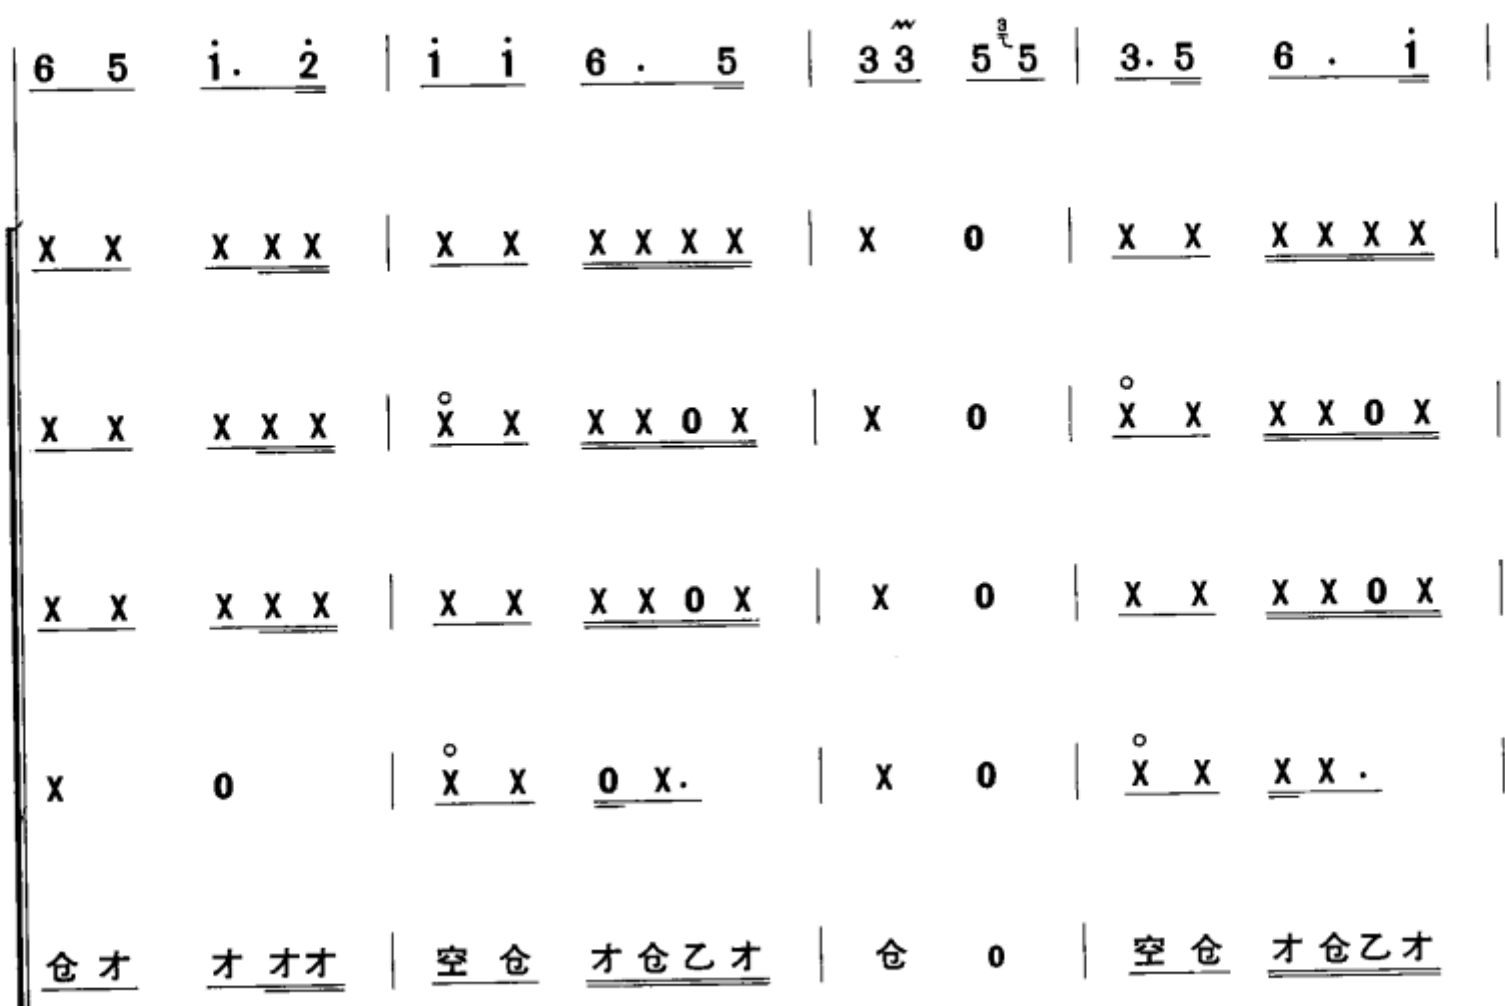 6 5 i̇. 2̇ | i̇ i̇ 6 . 5 | 3 3 5 ³5 | 3. 5 6 . i̇ |
X X X X X | X X X X X X | X 0 | X X X X X X |
X X X X X | X X X X 0 X | X 0 | X X X X 0 X |
X X X X X | X X X X 0 X | X 0 | X X X X 0 X |
X 0 | X X 0 X. | X 0 | X X X X . |
仓 才 才 才 才 | 空 仓 才 仓 乙 才 | 仓 0 | 空 仓 才 仓 乙 才